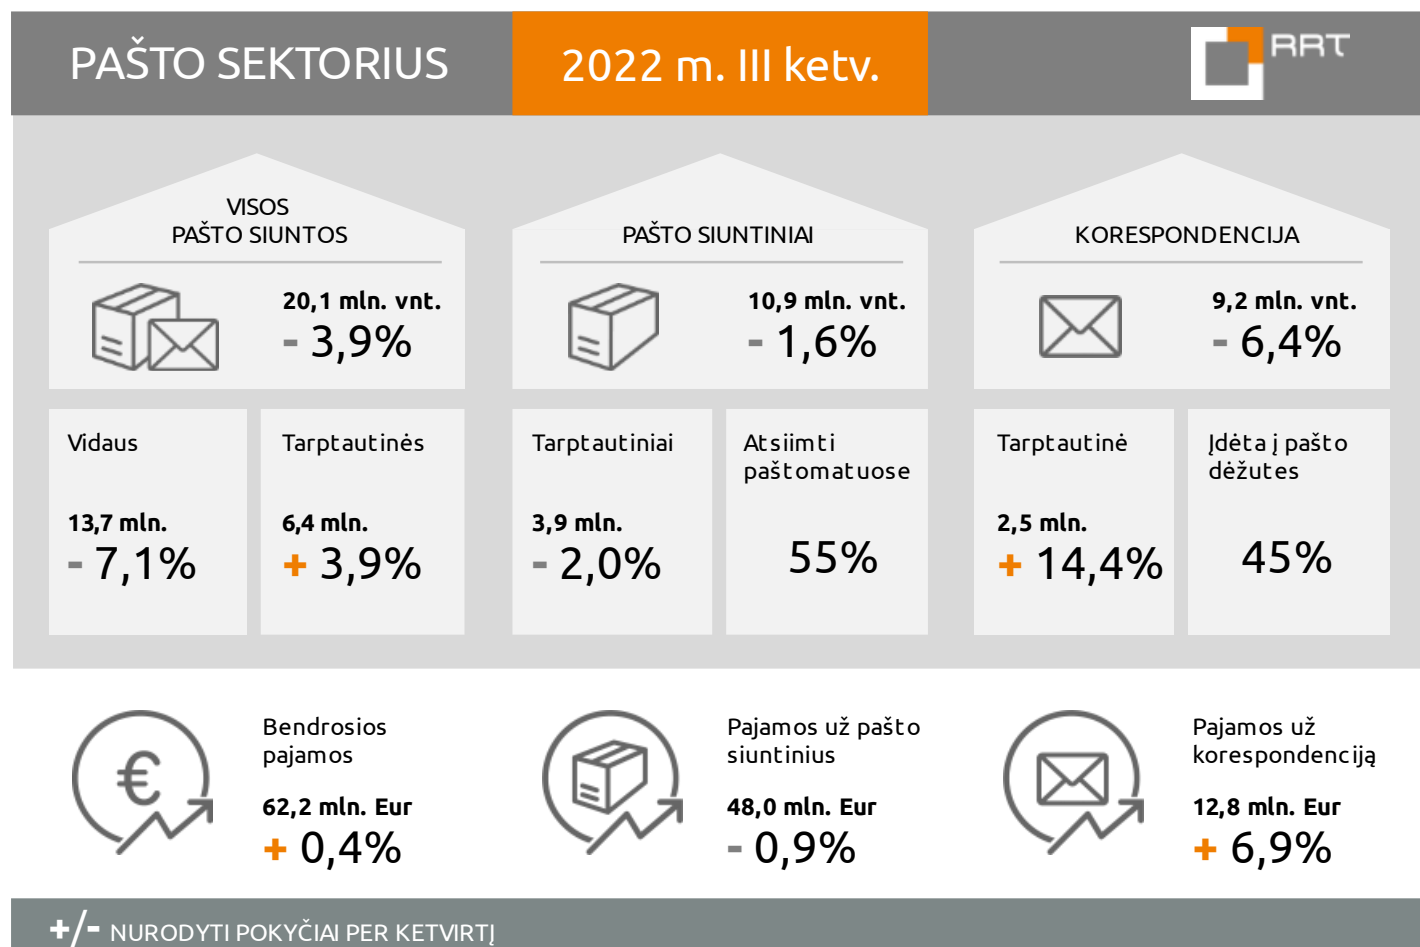 PAŠTO SEKTORIUS
2022 m. III ketv.
RRT
VISOS
PAŠTO SIUNTOS
20,1 mln. vnt.
- 3,9%
PAŠTO SIUNTINIAI
10,9 mln. vnt.
- 1,6%
KORESPONDENCIJA
9,2 mln. vnt.
- 6,4%
Vidaus
13,7 mln.
- 7,1%
Tarptautinės
6,4 mln.
+ 3,9%
Tarptautiniai
3,9 mln.
- 2,0%
Atsiimti
paštomatuose
55%
Tarptautinė
2,5 mln.
+ 14,4%
Įdėta į pašto
dėžutes
45%
Bendrosios
pajamos
62,2 mln. Eur
+ 0,4%
Pajamos už pašto
siuntinius
48,0 mln. Eur
- 0,9%
Pajamos už
korespondenciją
12,8 mln. Eur
+ 6,9%
+/- NURODYTI POKYČIAI PER KETVIRTĮ